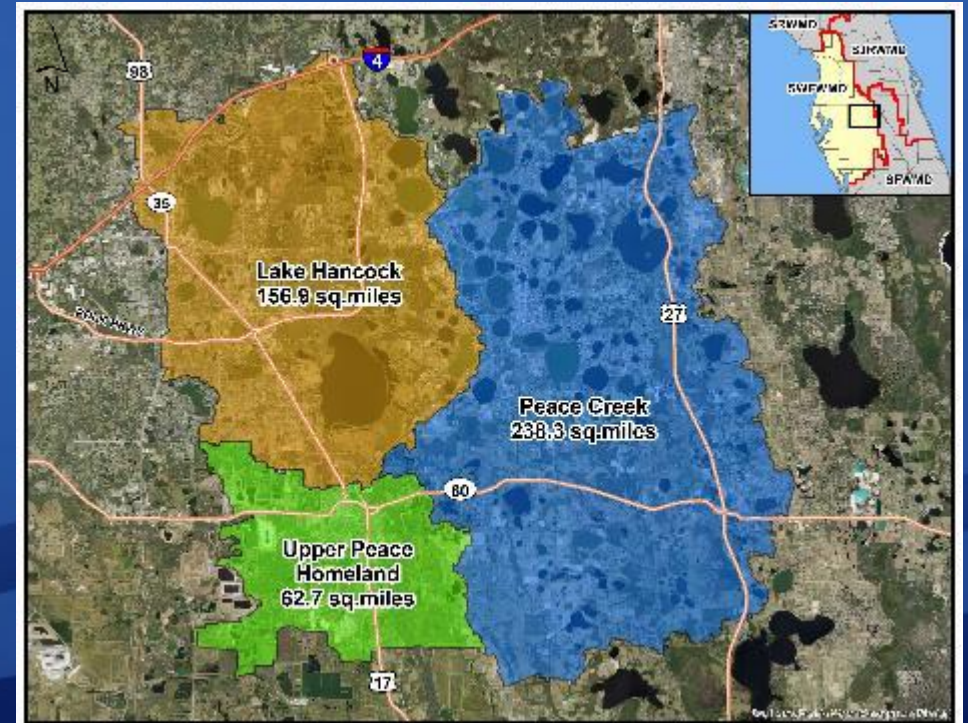 SRWMD
SJRWMD
SWFWMD
SFWMD
N
98
4
35
Lake Hancock
156.9 sq.miles
27
Peace Creek
238.3 sq.miles
60
Upper Peace
Homeland
62.7 sq.miles
17